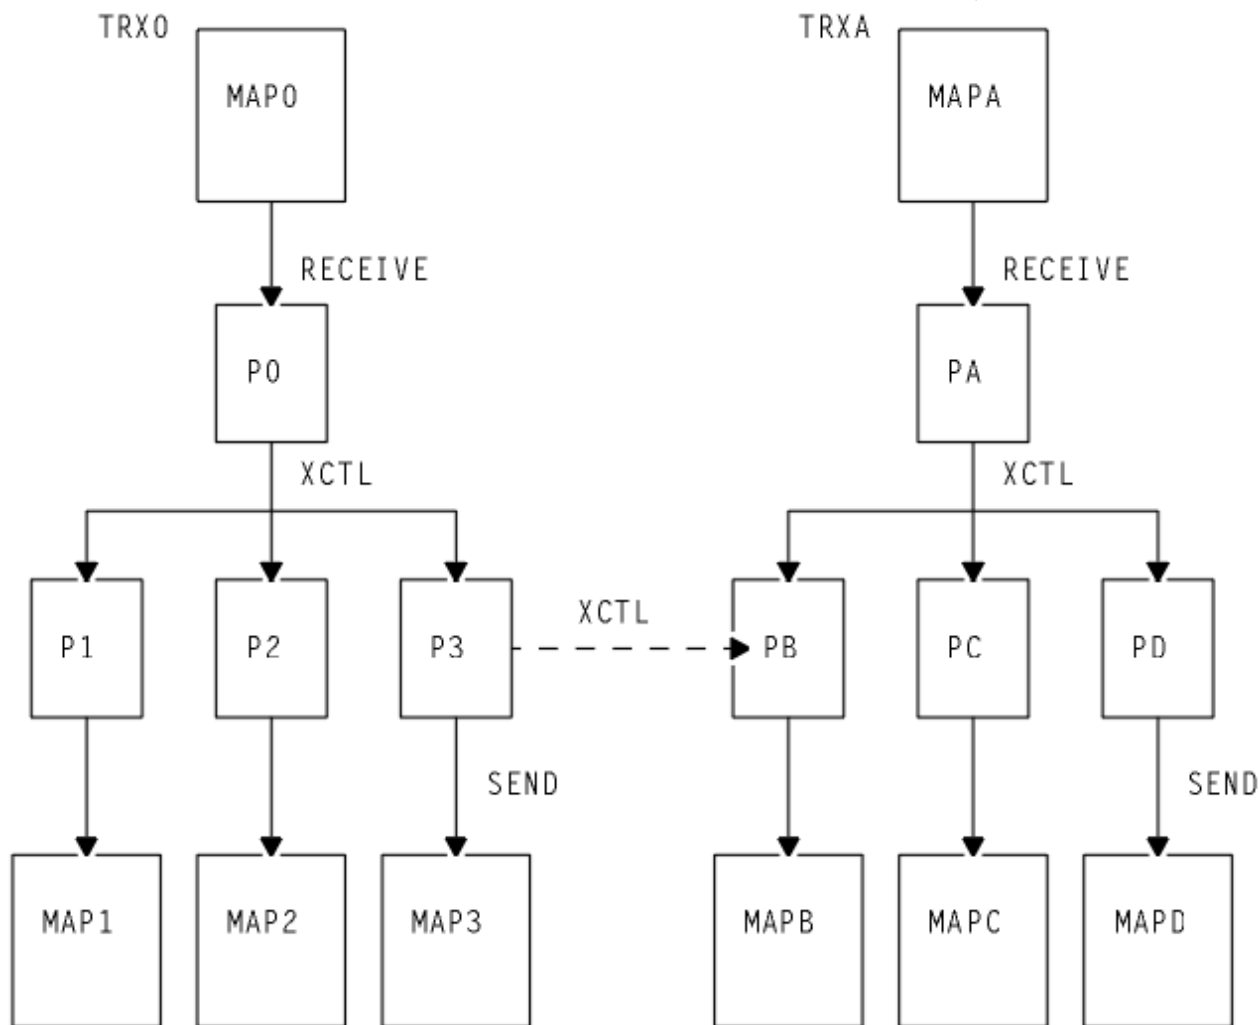 TRX0
TRXA
MAP0
MAPA
RECEIVE
RECEIVE
P0
PA
XCTL
XCTL
XCTL
P1
P2
P3
PB
PC
PD
SEND
SEND
MAP1
MAP2
MAP3
MAPB
MAPC
MAPD